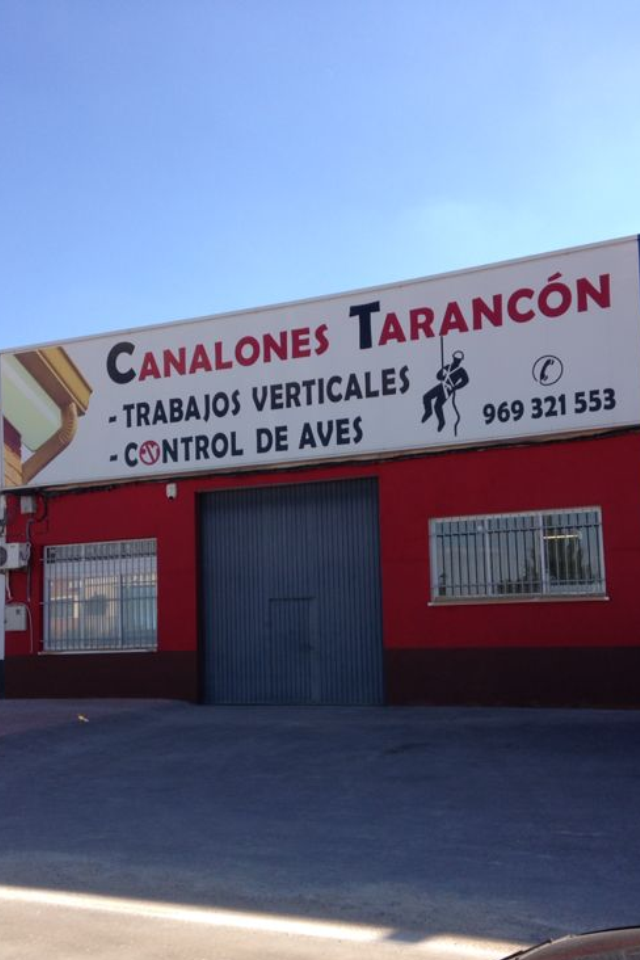 CANALONES TARANCÓN
- TRABAJOS VERTICALES
- CONTROL DE AVES
969 321 553